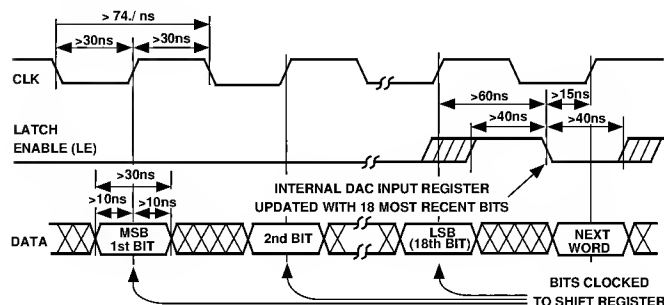 > 74./ ns
>30ns >30ns
CLK
>60ns >15ns
LATCH
ENABLE (LE)
>40ns >40ns
>30ns
>10ns >10ns
INTERNAL DAC INPUT REGISTER
UPDATED WITH 18 MOST RECENT BITS
DATA
MSB
1st BIT
2nd BIT
LSB
(18th BIT)
NEXT
WORD
BITS CLOCKED
TO SHIFT REGISTER